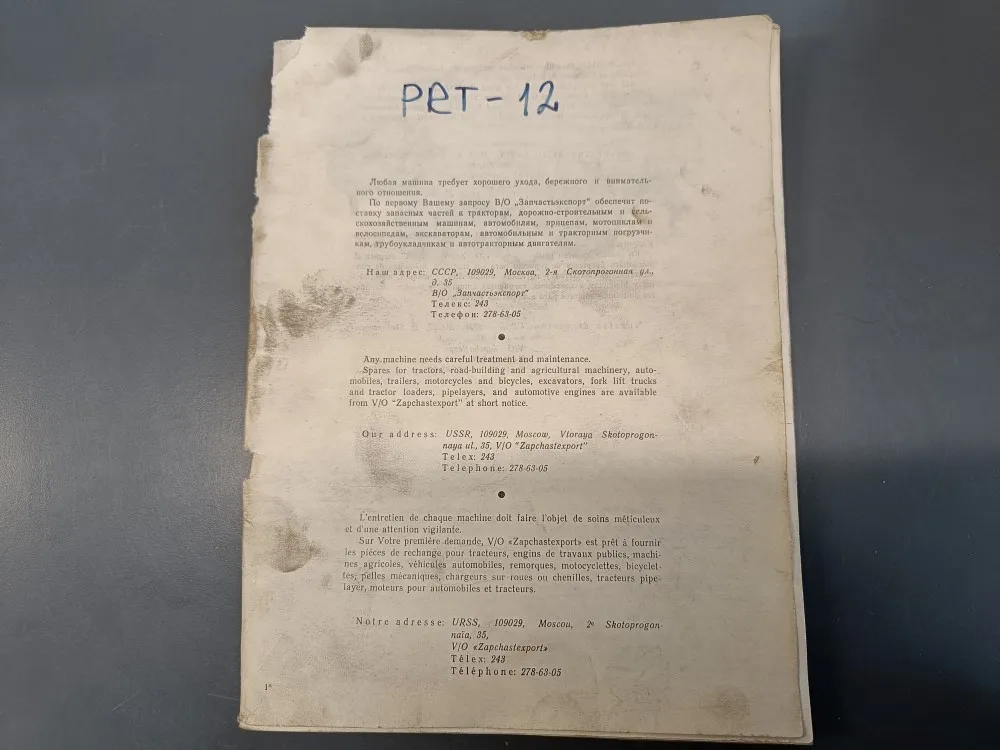 PRT-12
Любая машина требует хорошего ухода, бережного и вниматель-
ного отношения.
По первому Вашему запросу В/О „Запчастьэкспорт" обеспечит по-
ставку запасных частей к тракторам, дорожно-строительным и сель-
скохозяйственным машинам, автомобилям, прицепам, мотоциклам и
велосипедам, экскаваторам, автомобильным и тракторным погрузчи-
кам, трубоукладчикам и автотракторным двигателям.
Наш адрес: СССР, 109029, Москва, 2-я Скотопрогонная ул.,
д. 35
В/О „Запчастьэкспорт"
Телекс: 243
Телефон: 278-63-05
Any machine needs careful treatment and maintenance.
Spares for tractors, road-building and agricultural machinery, auto-
mobiles, trailers, motorcycles and bicycles, excavators, fork lift trucks
and tractor loaders, pipelayers, and automotive engines are available
from V/O "Zapchastexport" at short notice.
Our address: USSR, 109029, Moscow, Vtoraya Skotoprogon-
naya ul., 35, V/O "Zapchastexport"
Telex: 243
Telephone: 278-63-05
L'entretien de chaque machine doit faire l'objet de soins méticuleux
et d'une attention vigilante.
Sur Votre première demande, V/O «Zapchastexport» est prêt à fournir
les pièces de rechange pour tracteurs, engins de travaux publics, machi-
nes agricoles, véhicules automobiles, remorques, motocyclettes, bicyclet-
tes, pelles mécaniques, chargeurs sur roues ou chenilles, tracteurs pipe-
layer, moteurs pour automobiles et tracteurs.
Notre adresse: URSS, 109029, Moscou, 2e Skotoprogon-
naïa, 35,
V/O «Zapchastexport»
Télex: 243
Téléphone: 278-63-05
1*